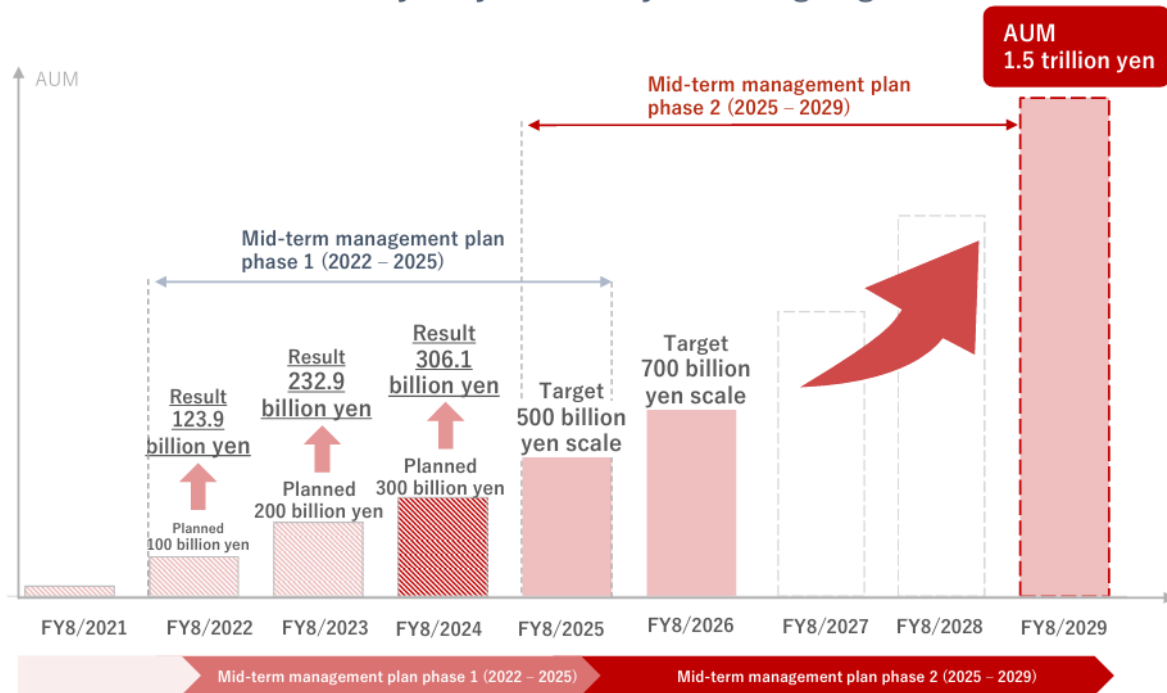 AUM
1.5 trillion yen
AUM
Mid-term management plan
phase 2 (2025 – 2029)
Mid-term management plan
phase 1 (2022 – 2025)
Result
123.9
billion yen
Planned
100 billion yen
Result
232.9
billion yen
Planned
200 billion yen
Result
306.1
billion yen
Planned
300 billion yen
Target
500 billion
yen scale
Target
700 billion
yen scale
FY8/2021
FY8/2022
FY8/2023
FY8/2024
FY8/2025
FY8/2026
FY8/2027
FY8/2028
FY8/2029
Mid-term management plan phase 1 (2022 – 2025)
Mid-term management plan phase 2 (2025 – 2029)